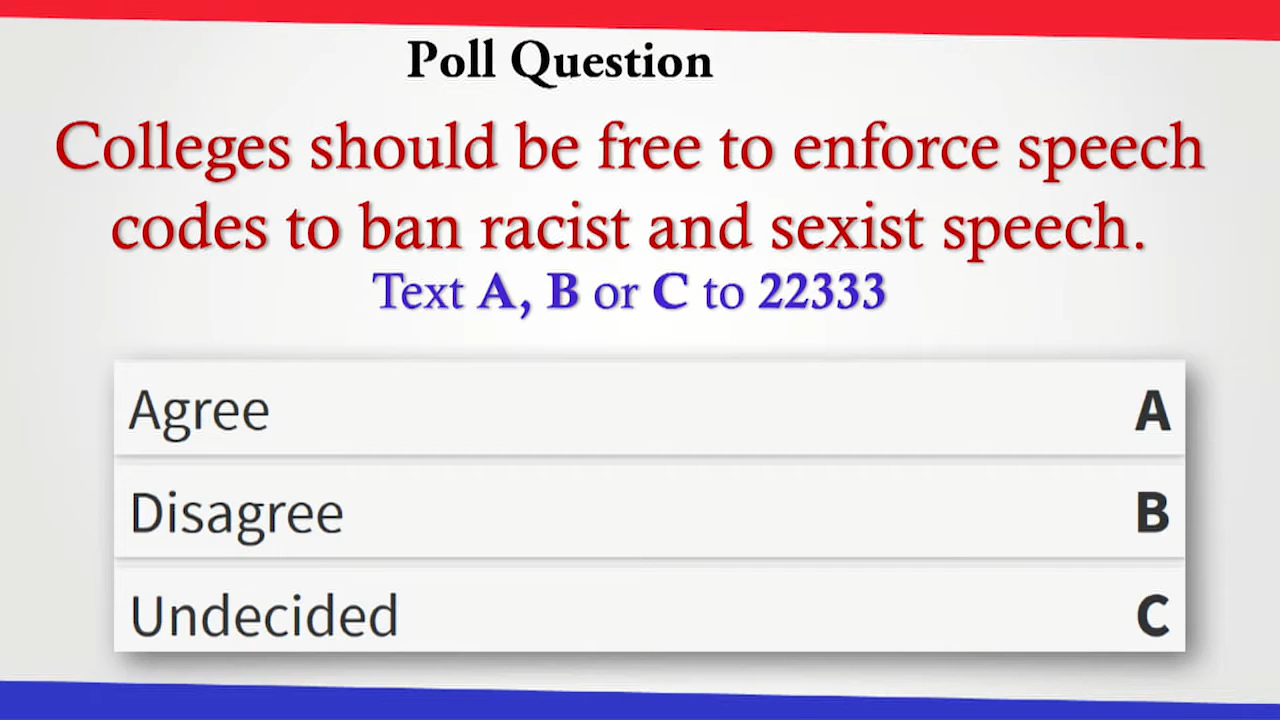 Poll Question
Colleges should be free to enforce speech
codes to ban racist and sexist speech.
Text A, B or C to 22333
Agree A
Disagree B
Undecided C